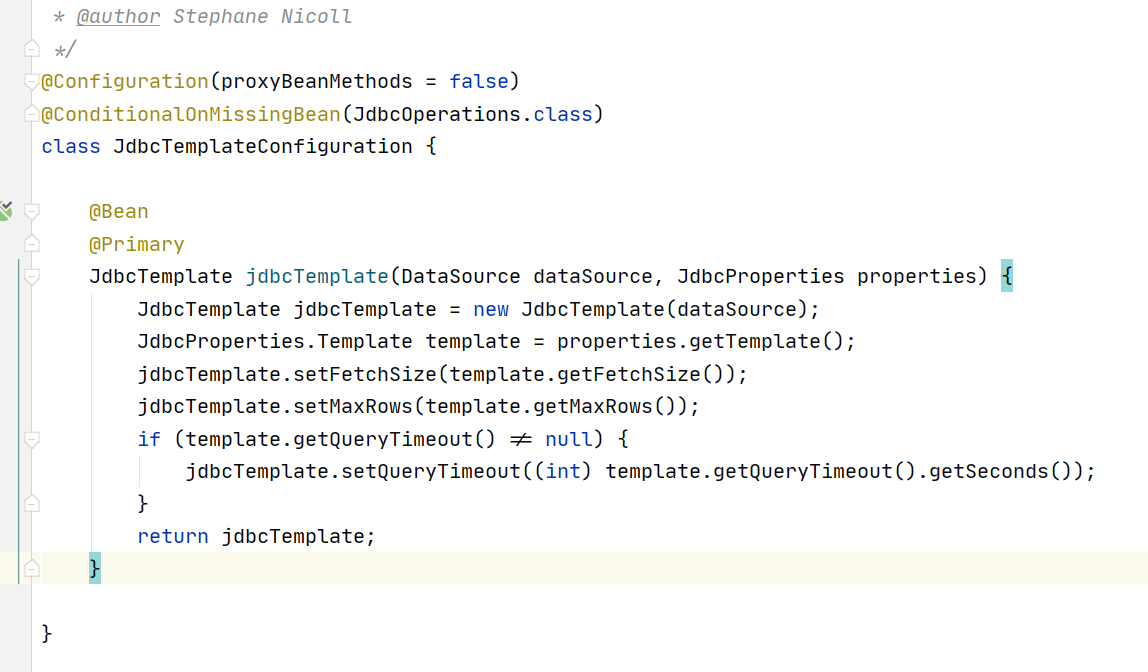 * @author Stephane Nicoll
*/
@Configuration(proxyBeanMethods = false)
@ConditionalOnMissingBean(JdbcOperations.class)
class JdbcTemplateConfiguration {
@Bean
@Primary
JdbcTemplate jdbcTemplate(DataSource dataSource, JdbcProperties properties) {
JdbcTemplate jdbcTemplate = new JdbcTemplate(dataSource);
JdbcProperties.Template template = properties.getTemplate();
jdbcTemplate.setFetchSize(template.getFetchSize());
jdbcTemplate.setMaxRows(template.getMaxRows());
if (template.getQueryTimeout() ≠ null) {
jdbcTemplate.setQueryTimeout((int) template.getQueryTimeout().getSeconds());
}
return jdbcTemplate;
}
}